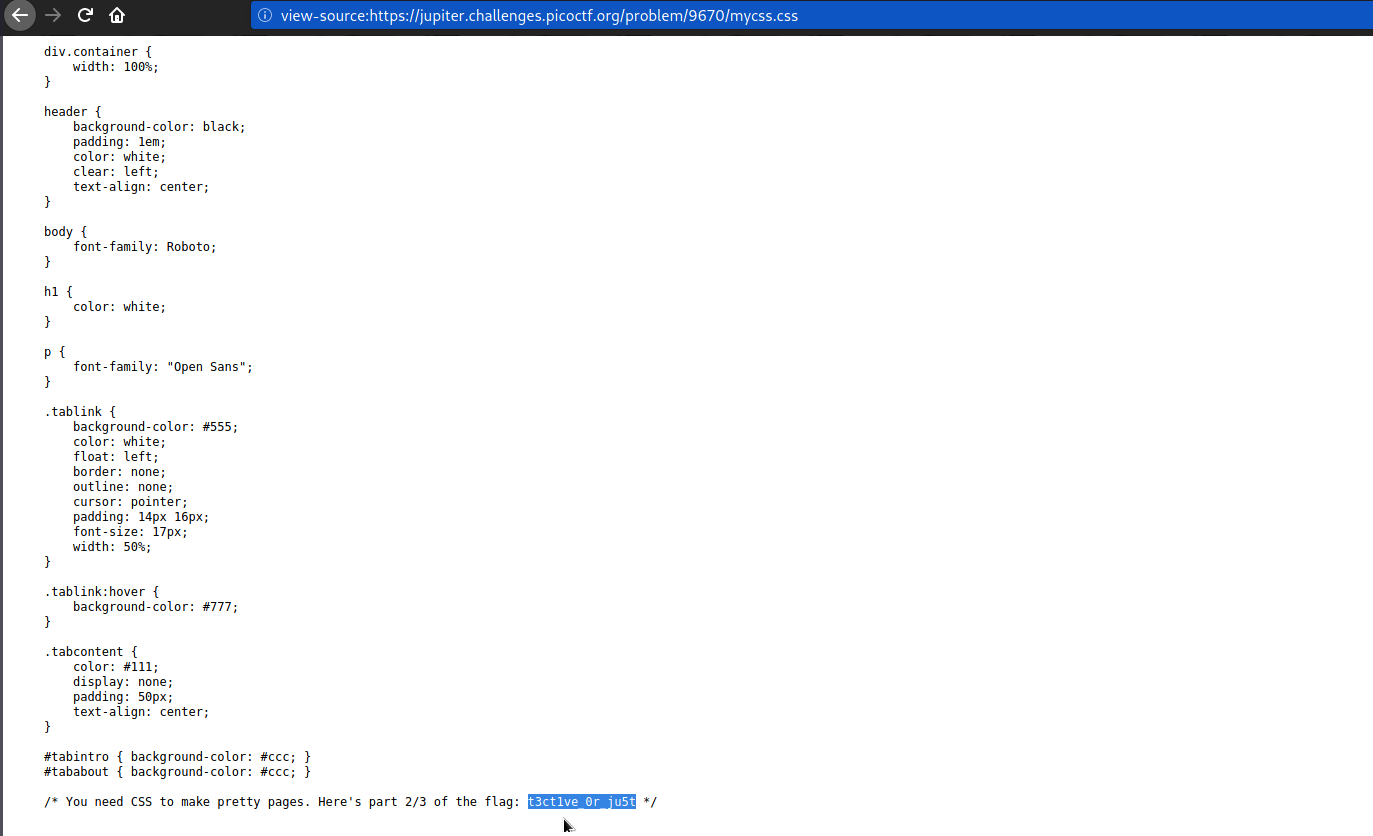 view-source:https://jupiter.challenges.picoctf.org/problem/9670/mycss.css
div.container {
    width: 100%;
}
header {
    background-color: black;
    padding: 1em;
    color: white;
    clear: left;
    text-align: center;
}
body {
    font-family: Roboto;
}
h1 {
    color: white;
}
p {
    font-family: "Open Sans";
}
.tablink {
    background-color: #555;
    color: white;
    float: left;
    border: none;
    outline: none;
    cursor: pointer;
    padding: 14px 16px;
    font-size: 17px;
    width: 50%;
}
.tablink:hover {
    background-color: #777;
}
.tabcontent {
    color: #111;
    display: none;
    padding: 50px;
    text-align: center;
}
#tabintro { background-color: #ccc; }
#tababout { background-color: #ccc; }
/* You need CSS to make pretty pages. Here's part 2/3 of the flag: t3ct1ve_0r_ju5t */